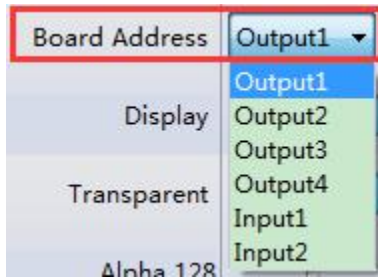 Board Address Output1
Output1
Display Output2
Output3
Transparent Output4
Input1
Alpha 128 Input2